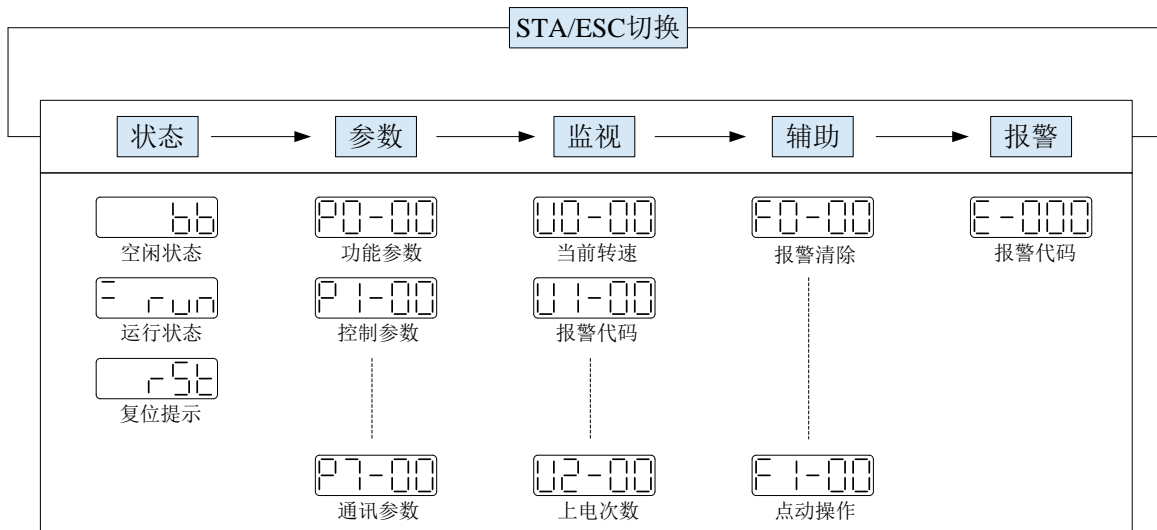 STA/ESC切换
状态
参数
监视
辅助
报警
bb
P0-00
U0-00
F0-00
E-000
空闲状态
功能参数
当前转速
报警清除
报警代码
run
P1-00
U1-00
运行状态
控制参数
报警代码
rSt
复位提示
P7-00
U2-00
F1-00
通讯参数
上电次数
点动操作